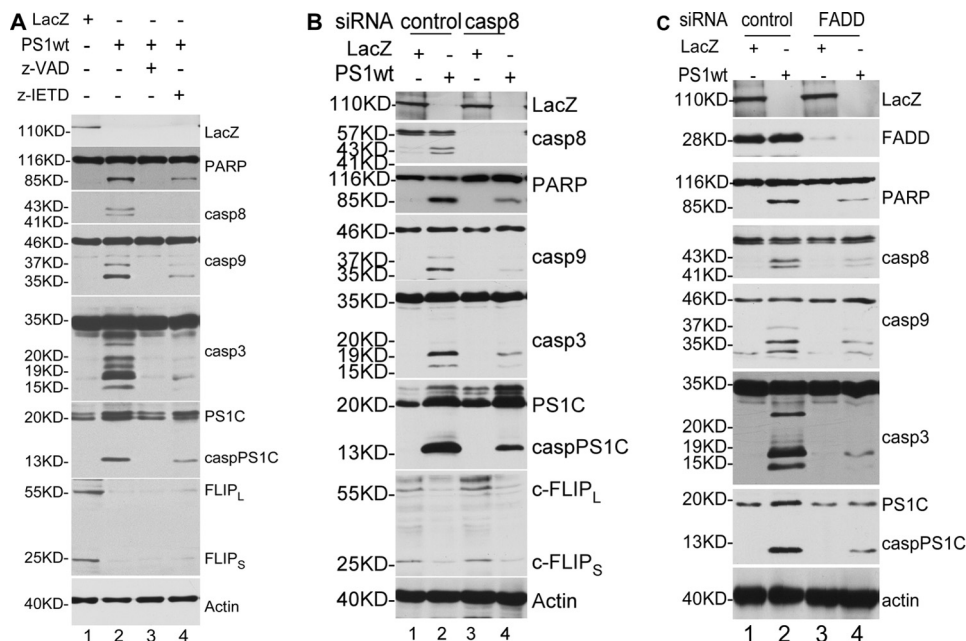 A
LacZ + - - -
PS1wt - + + +
z-VAD - - + -
z-IETD - - - +
110KD- LacZ
116KD- PARP
85KD-
43KD-
41KD- casp8
46KD-
37KD- casp9
35KD-
35KD-
casp3
20KD-
19KD-
15KD-
20KD- PS1C
13KD- caspPS1C
55KD- FLIPL
25KD- FLIPS
40KD- Actin
1 2 3 4
B
siRNA control casp8
LacZ + - + -
PS1wt - + - +
110KD- LacZ
57KD- casp8
43KD-
41KD-
116KD- PARP
85KD-
46KD-
37KD- casp9
35KD-
35KD-
casp3
20KD-
19KD-
15KD-
20KD- PS1C
13KD- caspPS1C
55KD- c-FLIPL
25KD- c-FLIPS
40KD- Actin
1 2 3 4
C
siRNA control FADD
LacZ + - + -
PS1wt - + - +
110KD- LacZ
28KD- FADD
116KD- PARP
85KD-
43KD- casp8
41KD-
46KD-
37KD- casp9
35KD-
35KD-
20KD- casp3
19KD-
15KD-
20KD- PS1C
13KD- caspPS1C
40KD- actin
1 2 3 4